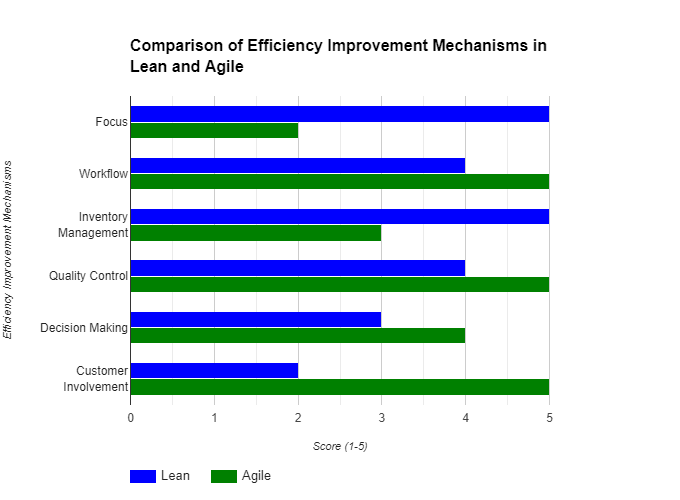 Comparison of Efficiency Improvement Mechanisms in
Lean and Agile
Efficiency Improvement Mechanisms
Focus
Workflow
Inventory
Management
Quality Control
Decision Making
Customer
Involvement
0 1 2 3 4 5
Score (1-5)
Lean Agile